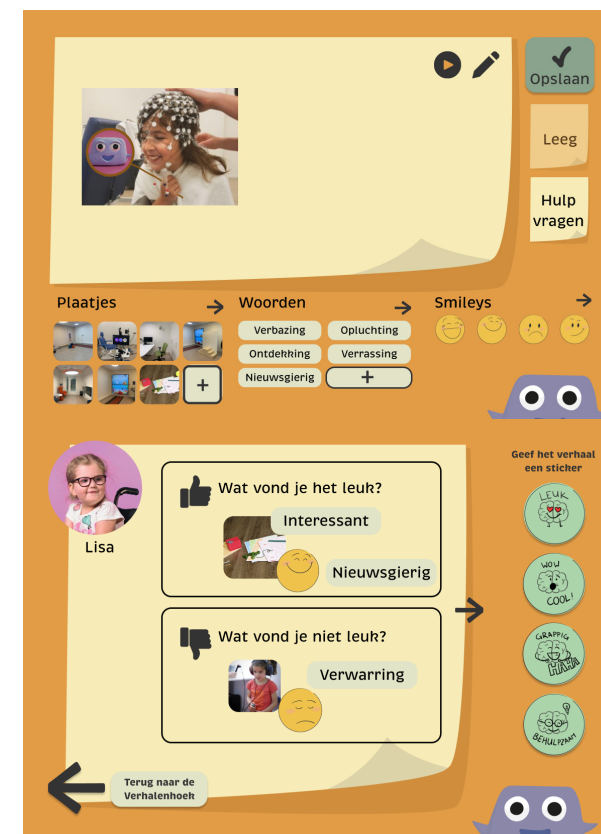 Opslaan
Leeg
Hulp
vragen
Plaatjes
Woorden
Smileys
Verbazing
Opluchting
Ontdekking
Verrassing
Nieuwsgierig
+
+
Geef het verhaal
een sticker
Lisa
Wat vond je het leuk?
Interessant
Nieuwsgierig
Wat vond je niet leuk?
Verwarring
LEUK
WOW
COOL!
GRAPPIG
HAHA
BEHULPZAAM
Terug naar de
Verhalenhoek